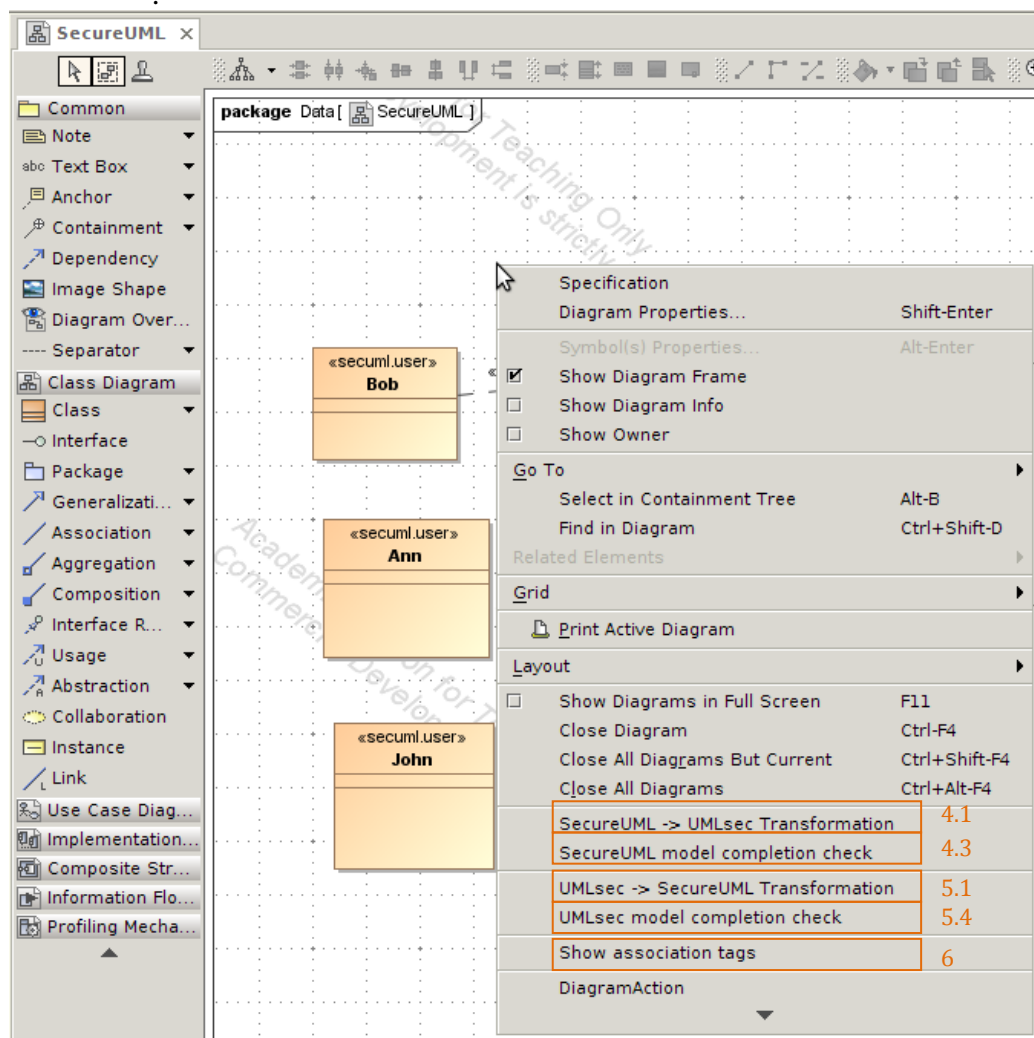 SecureUML ×
Common
Note
abc Text Box
Anchor
Containment
Dependency
Image Shape
Diagram Over...
Separator
Class Diagram
Class
Interface
Package
Generalizati...
Association
Aggregation
Composition
Interface R...
Usage
Abstraction
Collaboration
Instance
Link
Use Case Diag...
Implementation...
Composite Str...
Information Flo...
Profiling Mecha...
package Data[ SecureUML ]
Teaching Only
is strictly
Commer
for T
Develo
«secuml.user»
Bob
«secuml.user»
Ann
«secuml.user»
John
Specification
Diagram Properties... Shift-Enter
Symbol(s) Properties... Alt-Enter
Show Diagram Frame
Show Diagram Info
Show Owner
Go To
Select in Containment Tree Alt-B
Find in Diagram Ctrl+Shift-D
Related Elements
Grid
Print Active Diagram
Layout
Show Diagrams in Full Screen F11
Close Diagram Ctrl-F4
Close All Diagrams But Current Ctrl+Shift-F4
Close All Diagrams Ctrl+Alt-F4
SecureUML -> UMLsec Transformation 4.1
SecureUML model completion check 4.3
UMLsec -> SecureUML Transformation 5.1
UMLsec model completion check 5.4
Show association tags 6
DiagramAction